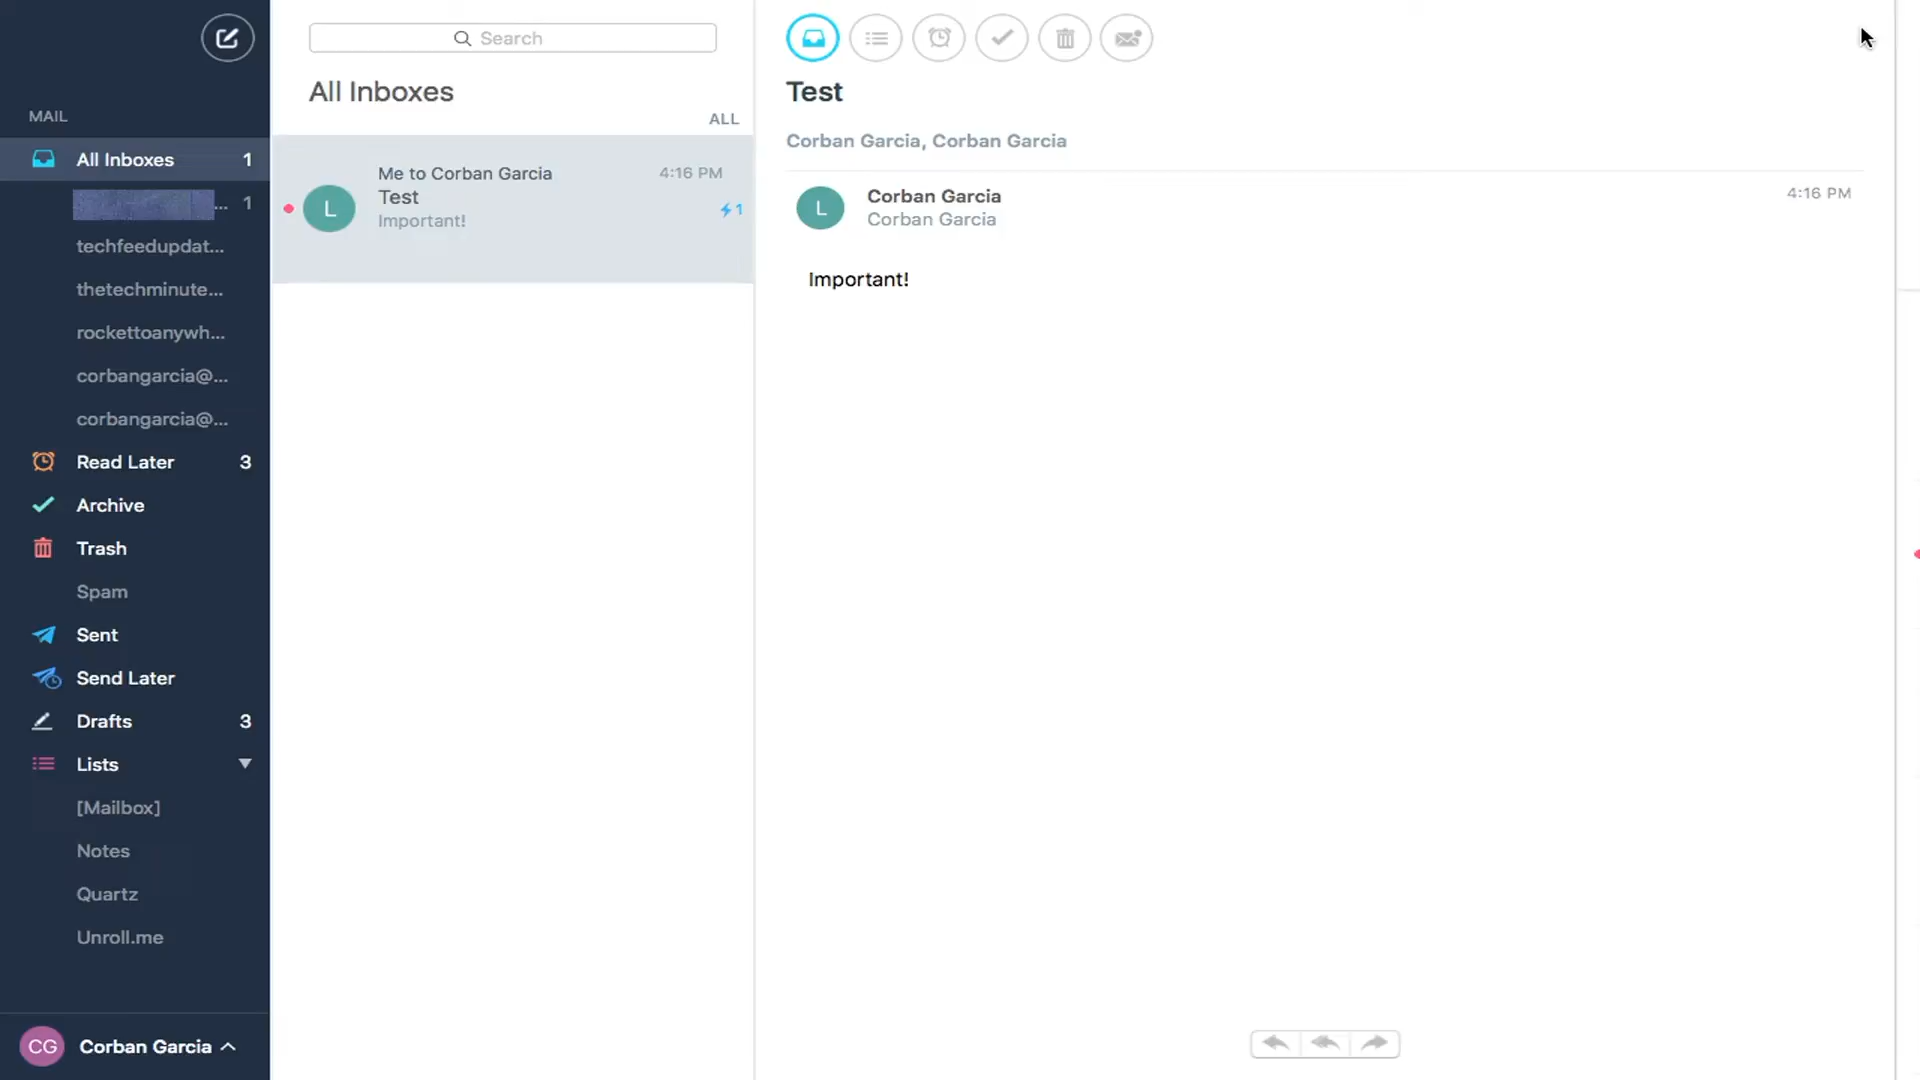 MAIL
All Inboxes 1
... 1
techfeedupdat...
thetechminute...
rockettoanywh...
corbangarcia@...
corbangarcia@...
Read Later 3
Archive
Trash
Spam
Sent
Send Later
Drafts 3
Lists
[Mailbox]
Notes
Quartz
Unroll.me
CG Corban Garcia
Search
All Inboxes
ALL
Me to Corban Garcia 4:16 PM
Test
L
1
Important!
Test
Corban Garcia, Corban Garcia
L
Corban Garcia 4:16 PM
Corban Garcia
Important!